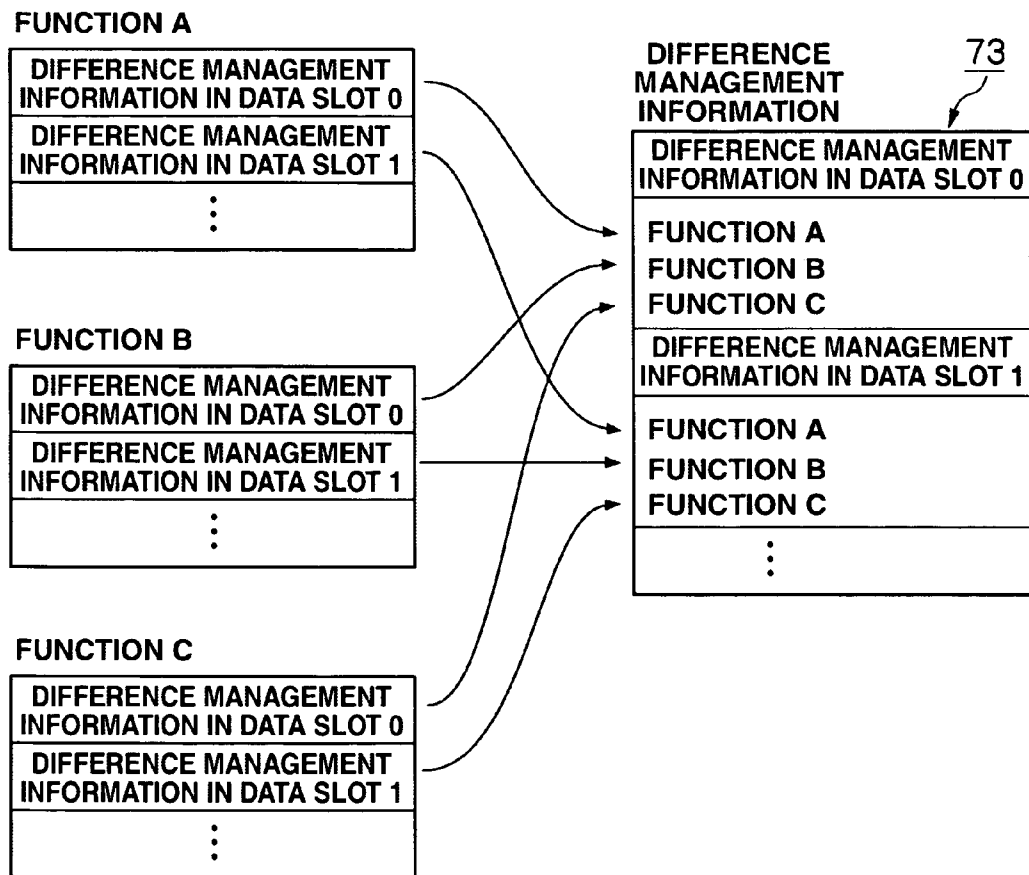 FUNCTION A
DIFFERENCE MANAGEMENT
INFORMATION IN DATA SLOT 0
DIFFERENCE MANAGEMENT
INFORMATION IN DATA SLOT 1
FUNCTION B
DIFFERENCE MANAGEMENT
INFORMATION IN DATA SLOT 0
DIFFERENCE MANAGEMENT
INFORMATION IN DATA SLOT 1
FUNCTION C
DIFFERENCE MANAGEMENT
INFORMATION IN DATA SLOT 0
DIFFERENCE MANAGEMENT
INFORMATION IN DATA SLOT 1
DIFFERENCE
MANAGEMENT
INFORMATION
73
DIFFERENCE MANAGEMENT
INFORMATION IN DATA SLOT 0
FUNCTION A
FUNCTION B
FUNCTION C
DIFFERENCE MANAGEMENT
INFORMATION IN DATA SLOT 1
FUNCTION A
FUNCTION B
FUNCTION C